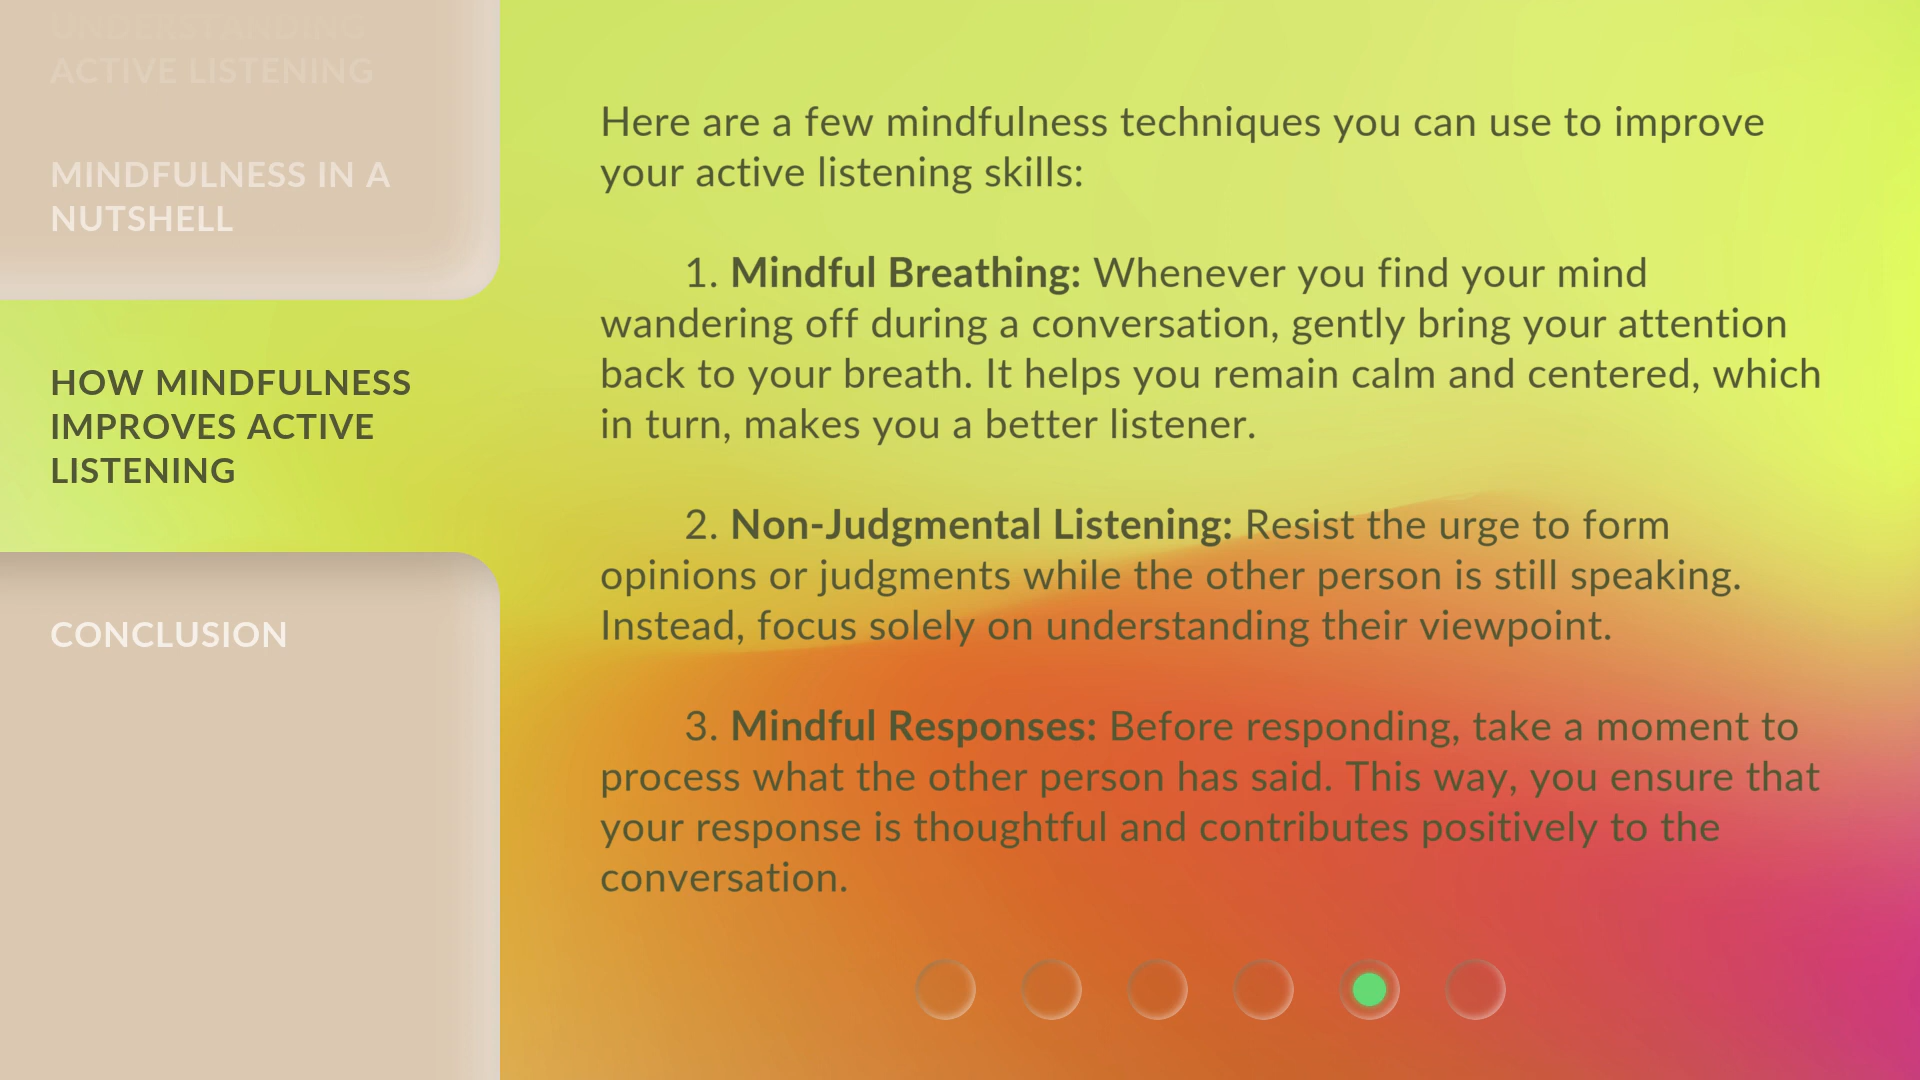 UNDERSTANDING
ACTIVE LISTENING
MINDFULNESS IN A
NUTSHELL
HOW MINDFULNESS
IMPROVES ACTIVE
LISTENING
CONCLUSION
Here are a few mindfulness techniques you can use to improve
your active listening skills:
1. Mindful Breathing: Whenever you find your mind
wandering off during a conversation, gently bring your attention
back to your breath. It helps you remain calm and centered, which
in turn, makes you a better listener.
2. Non-Judgmental Listening: Resist the urge to form
opinions or judgments while the other person is still speaking.
Instead, focus solely on understanding their viewpoint.
3. Mindful Responses: Before responding, take a moment to
process what the other person has said. This way, you ensure that
your response is thoughtful and contributes positively to the
conversation.